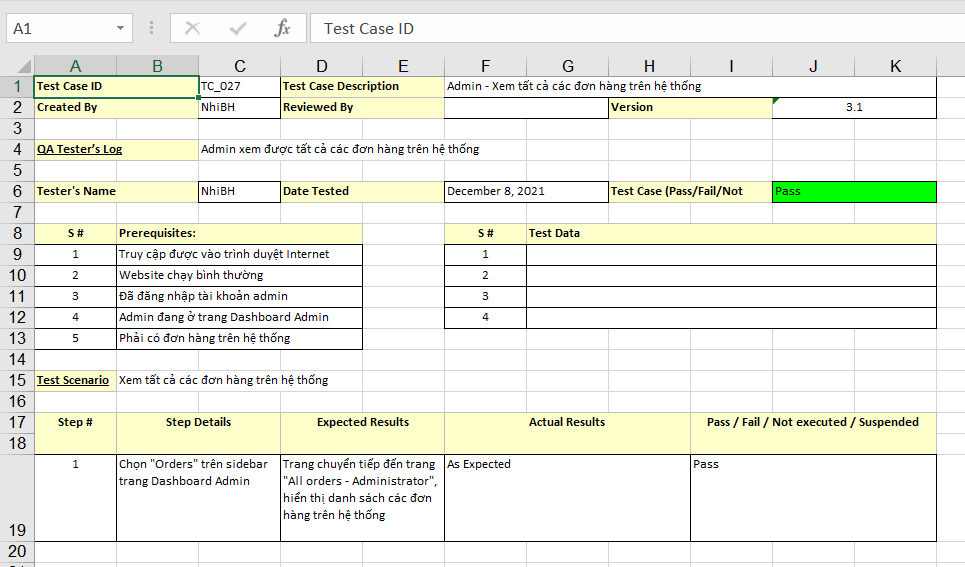 A1 fx Test Case ID
A B C D E F G H I J K
1 Test Case ID TC_027 Test Case Description Admin - Xem tất cả các đơn hàng trên hệ thống
2 Created By NhiBH Reviewed By Version 3.1
3
4 QA Tester's Log Admin xem được tất cả các đơn hàng trên hệ thống
5
6 Tester's Name NhiBH Date Tested December 8, 2021 Test Case (Pass/Fail/Not Pass
7
8 S # Prerequisites: S # Test Data
9 1 Truy cập được vào trình duyệt Internet 1
10 2 Website chạy bình thường 2
11 3 Đã đăng nhập tài khoản admin 3
12 4 Admin đang ở trang Dashboard Admin 4
13 5 Phải có đơn hàng trên hệ thống
14
15 Test Scenario Xem tất cả các đơn hàng trên hệ thống
16
17 Step # Step Details Expected Results Actual Results Pass / Fail / Not executed / Suspended
18
1 Chọn "Orders" trên sidebar Trang chuyển tiếp đến trang As Expected Pass
trang Dashboard Admin "All orders - Administrator",
hiển thị danh sách các đơn
hàng trên hệ thống
19
20